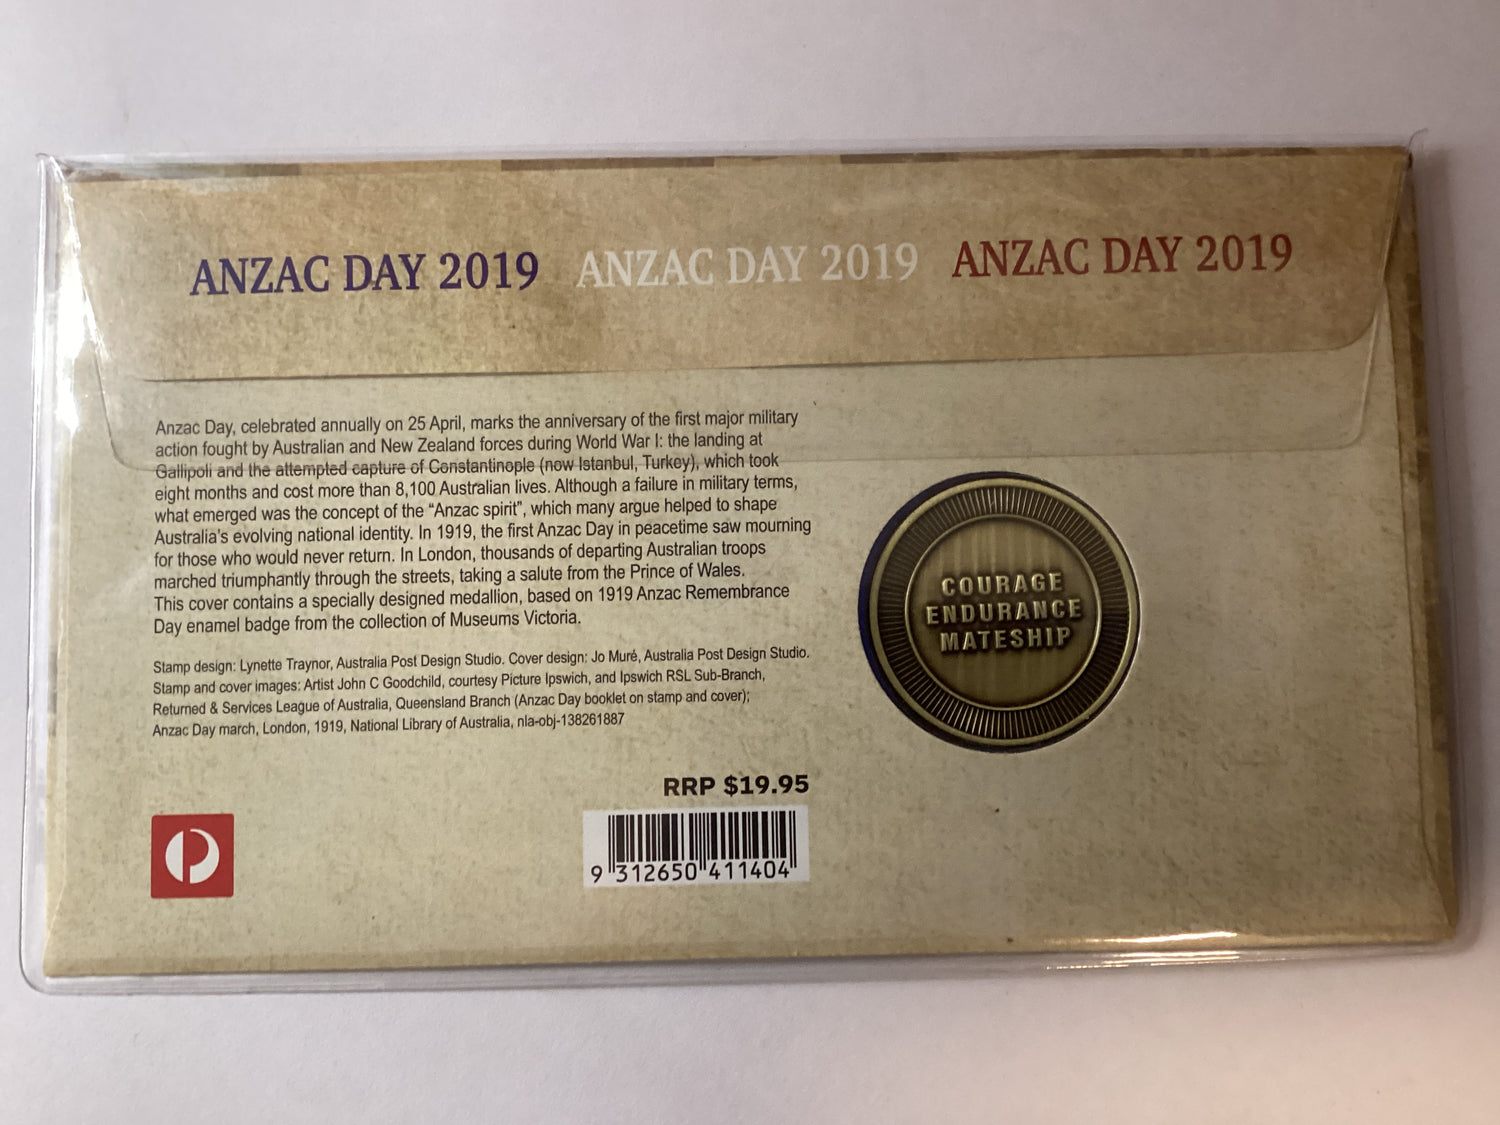 ANZAC DAY 2019 ANZAC DAY 2019 ANZAC DAY 2019
Anzac Day, celebrated annually on 25 April, marks the anniversary of the first major military
action fought by Australian and New Zealand forces during World War I: the landing at
Gallipoli and the attempted capture of Constantinople (now Istanbul, Turkey), which took
eight months and cost more than 8,100 Australian lives. Although a failure in military terms,
what emerged was the concept of the “Anzac spirit”, which many argue helped to shape
Australia's evolving national identity. In 1919, the first Anzac Day in peacetime saw mourning
for those who would never return. In London, thousands of departing Australian troops
marched triumphantly through the streets, taking a salute from the Prince of Wales.
This cover contains a specially designed medallion, based on 1919 Anzac Remembrance
Day enamel badge from the collection of Museums Victoria.
Stamp design: Lynette Traynor, Australia Post Design Studio. Cover design: Jo Muré, Australia Post Design Studio.
Stamp and cover images: Artist John C Goodchild, courtesy Picture Ipswich, and Ipswich RSL Sub-Branch,
Returned & Services League of Australia, Queensland Branch (Anzac Day booklet on stamp and cover);
Anzac Day march, London, 1919, National Library of Australia, nla-obj-138261887
COURAGE
ENDURANCE
MATESHIP
RRP $19.95
9 312650 411404